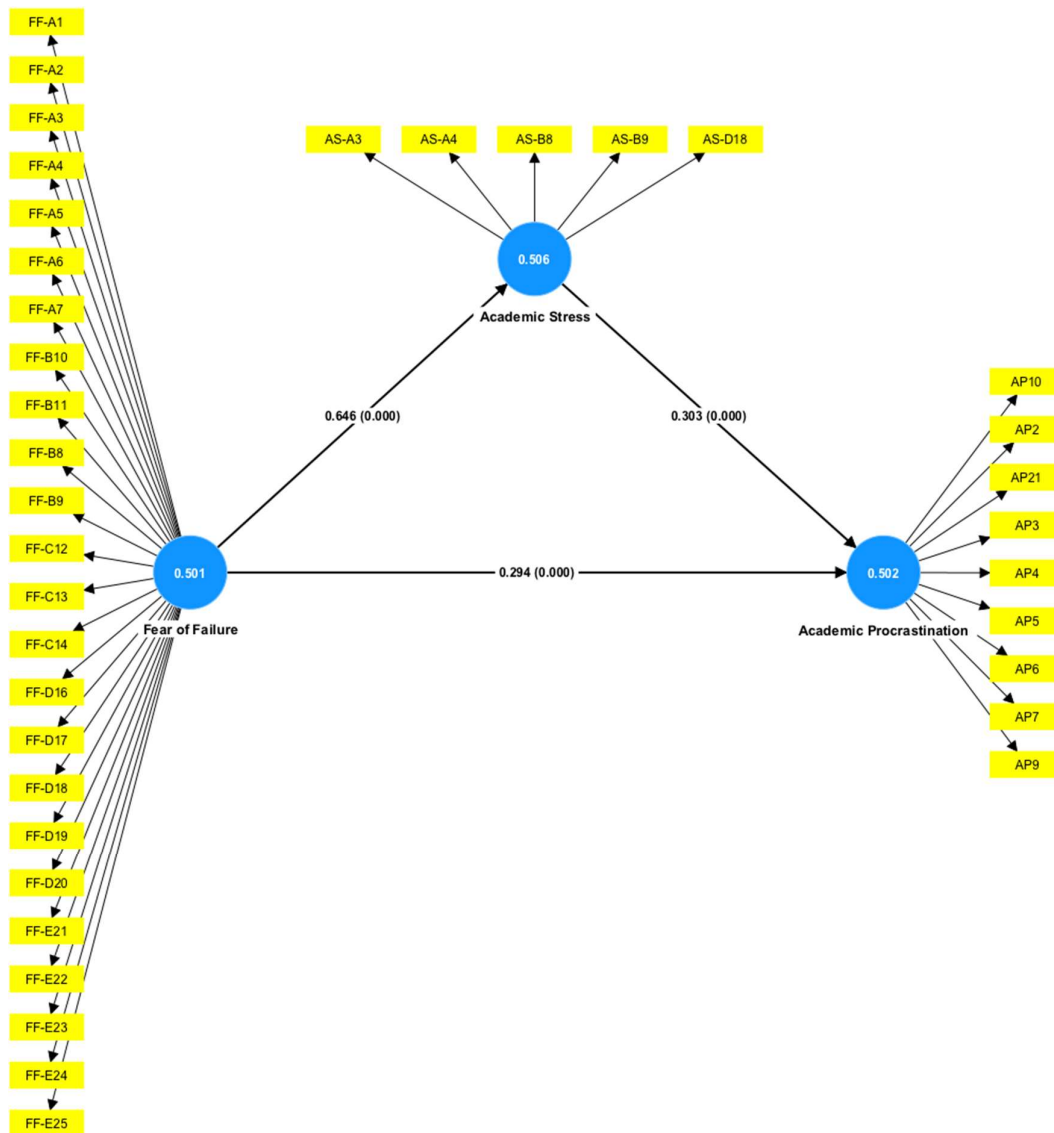 FF-A1
FF-A2
FF-A3
FF-A4
FF-A5
FF-A6
FF-A7
FF-B10
FF-B11
FF-B8
FF-B9
FF-C12
FF-C13
FF-C14
FF-D16
FF-D17
FF-D18
FF-D19
FF-D20
FF-E21
FF-E22
FF-E23
FF-E24
FF-E25
0.501
Fear of Failure
AS-A3
AS-A4
AS-B8
AS-B9
AS-D18
0.506
Academic Stress
0.646 (0.000)
0.303 (0.000)
0.294 (0.000)
0.502
Academic Procrastination
AP10
AP2
AP21
AP3
AP4
AP5
AP6
AP7
AP9